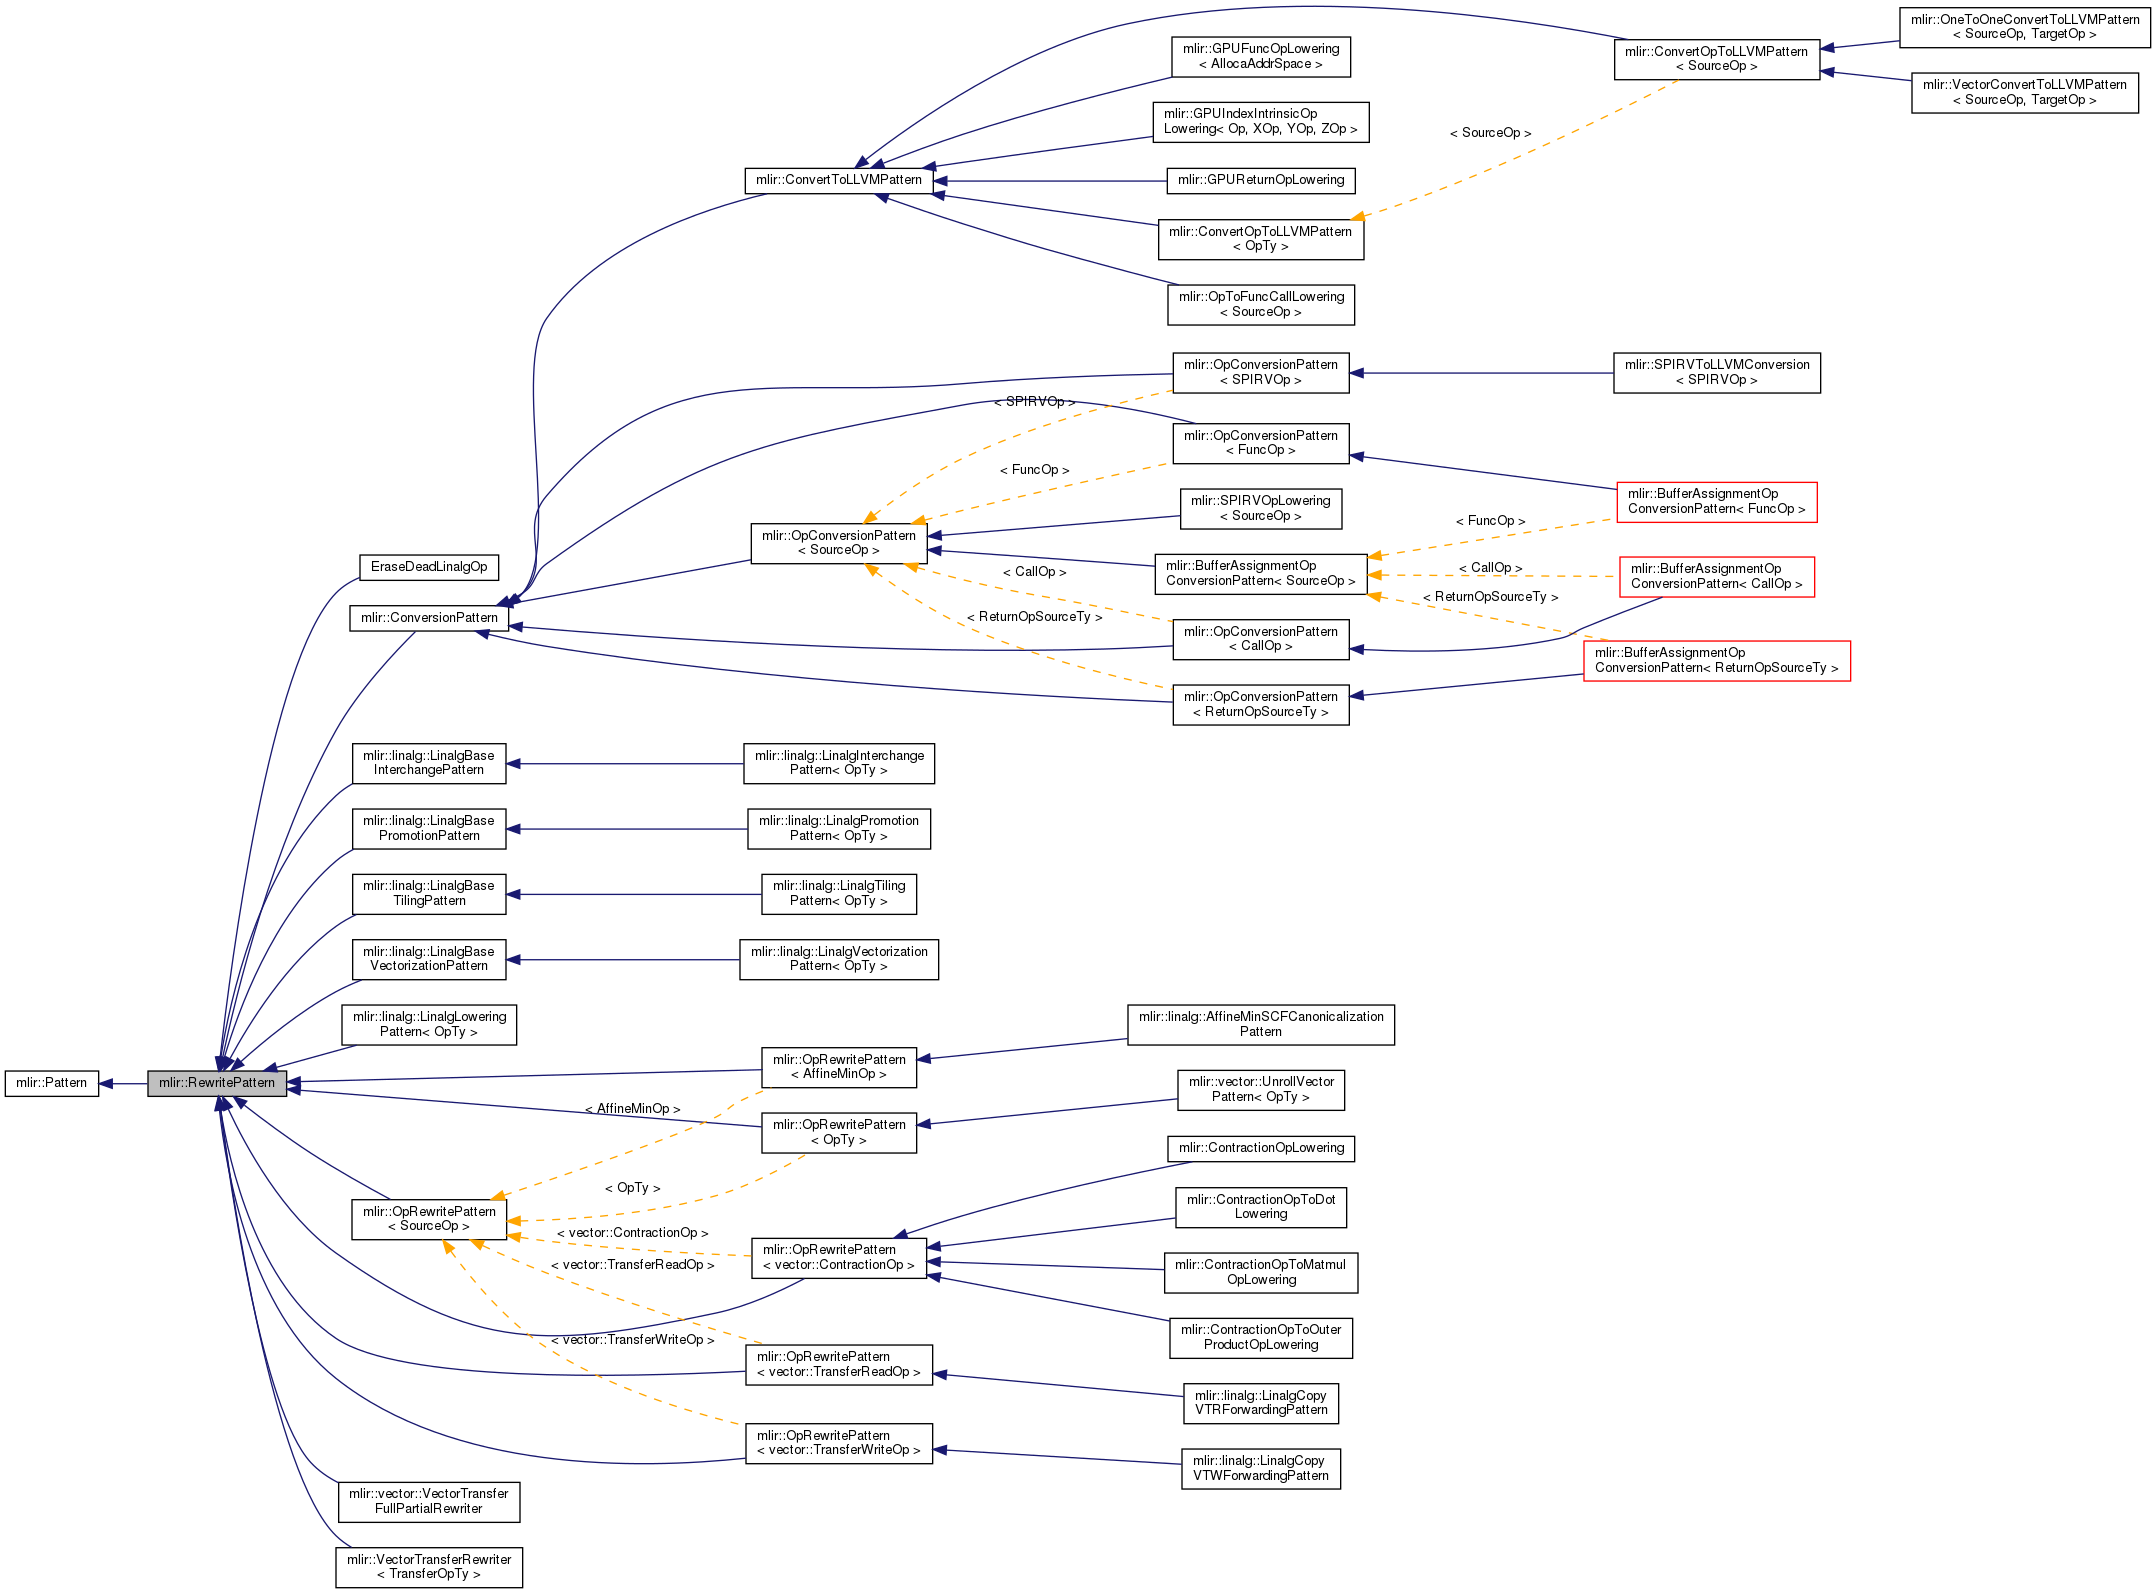 mlir::OneToOneConvertToLLVMPattern
< SourceOp, TargetOp >
mlir::ConvertOpToLLVMPattern
< SourceOp >
mlir::VectorConvertToLLVMPattern
< SourceOp, TargetOp >
mlir::GPUFuncOpLowering
< AllocaAddrSpace >
mlir::GPUIndexIntrinsicOp
Lowering< Op, XOp, YOp, ZOp >
< SourceOp >
mlir::ConvertToLLVMPattern
mlir::GPUReturnOpLowering
mlir::ConvertOpToLLVMPattern
< OpTy >
mlir::OpToFuncCallLowering
< SourceOp >
mlir::OpConversionPattern
< SPIRVOp >
mlir::SPIRVToLLVMConversion
< SPIRVOp >
< SPIRVOp >
mlir::OpConversionPattern
< FuncOp >
< FuncOp >
mlir::SPIRVOpLowering
< SourceOp >
mlir::BufferAssignmentOp
ConversionPattern< FuncOp >
< FuncOp >
mlir::OpConversionPattern
< SourceOp >
EraseDeadLinalgOp
mlir::BufferAssignmentOp
ConversionPattern< SourceOp >
< CallOp >
< CallOp >
mlir::BufferAssignmentOp
ConversionPattern< CallOp >
< ReturnOpSourceTy >
mlir::ConversionPattern
< ReturnOpSourceTy >
mlir::OpConversionPattern
< CallOp >
mlir::BufferAssignmentOp
ConversionPattern< ReturnOpSourceTy >
mlir::OpConversionPattern
< ReturnOpSourceTy >
mlir::linalg::LinalgBase
InterchangePattern
mlir::linalg::LinalgInterchange
Pattern< OpTy >
mlir::linalg::LinalgBase
PromotionPattern
mlir::linalg::LinalgPromotion
Pattern< OpTy >
mlir::linalg::LinalgBase
TilingPattern
mlir::linalg::LinalgTiling
Pattern< OpTy >
mlir::linalg::LinalgBase
VectorizationPattern
mlir::linalg::LinalgVectorization
Pattern< OpTy >
mlir::linalg::LinalgLowering
Pattern< OpTy >
mlir::linalg::AffineMinSCFCanonicalization
Pattern
mlir::Pattern
mlir::RewritePattern
mlir::OpRewritePattern
< AffineMinOp >
mlir::vector::UnrollVector
Pattern< OpTy >
< AffineMinOp >
mlir::OpRewritePattern
< OpTy >
mlir::ContractionOpLowering
< OpTy >
mlir::OpRewritePattern
< SourceOp >
mlir::ContractionOpToDot
Lowering
< vector::ContractionOp >
mlir::OpRewritePattern
< vector::ContractionOp >
< vector::TransferReadOp >
mlir::ContractionOpToMatmul
OpLowering
< vector::TransferWriteOp >
mlir::ContractionOpToOuter
ProductOpLowering
mlir::OpRewritePattern
< vector::TransferReadOp >
mlir::linalg::LinalgCopy
VTRForwardingPattern
mlir::OpRewritePattern
< vector::TransferWriteOp >
mlir::linalg::LinalgCopy
VTWForwardingPattern
mlir::vector::VectorTransfer
FullPartialRewriter
mlir::VectorTransferRewriter
< TransferOpTy >